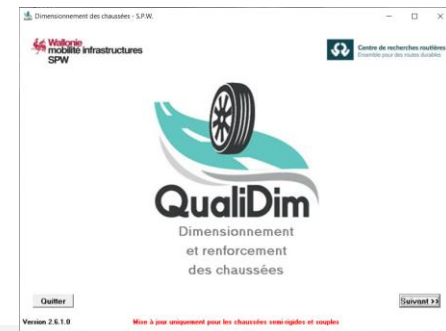 Dimensionnement des chaussées - S.P.W.
Wallonie
mobilité infrastructures
SPW
Centre de recherches routières
Ensemble pour des routes durables
QualiDim
Dimensionnement
et renforcement
des chaussées
Quitter
Suivant >>
Version 2.6.1.0
Mise à jour uniquement pour les chaussées semi-rigides et souples